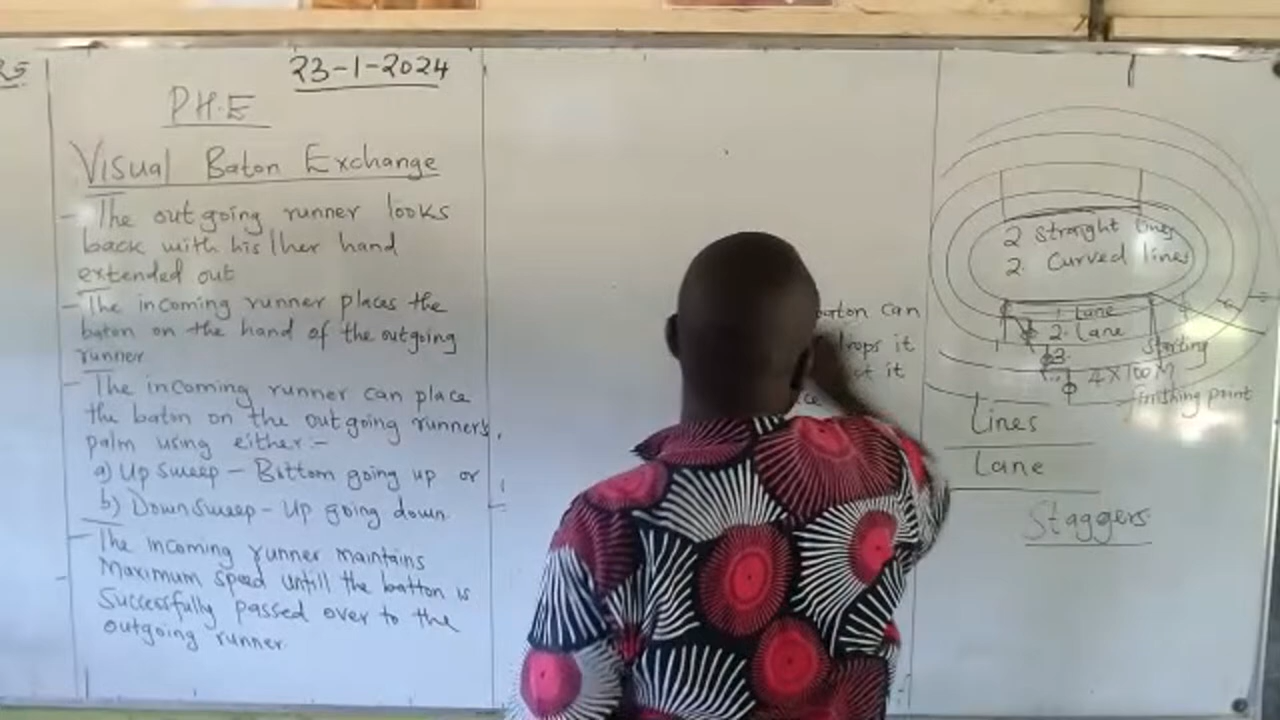 23-1-2024
P.H.E
Visual Baton Exchange
- The outgoing runner looks
back with his/her hand
extended out
- The incoming runner places the
baton on the hand of the outgoing
runner
- The incoming runner can place
the baton on the outgoing runner's
palm using either:-
a) Up sweep - Bottom going up or
b) Down sweep - Up going down
- The incoming runner maintains
Maximum speed untill the batton is
Successfully passed over to the
outgoing runner.
baton can
drops it
it
2 straight lines
2. Curved lines
1 Lane
2. Lane
3.
starting
4X100M
finishing point
Lines
Lane
Staggers